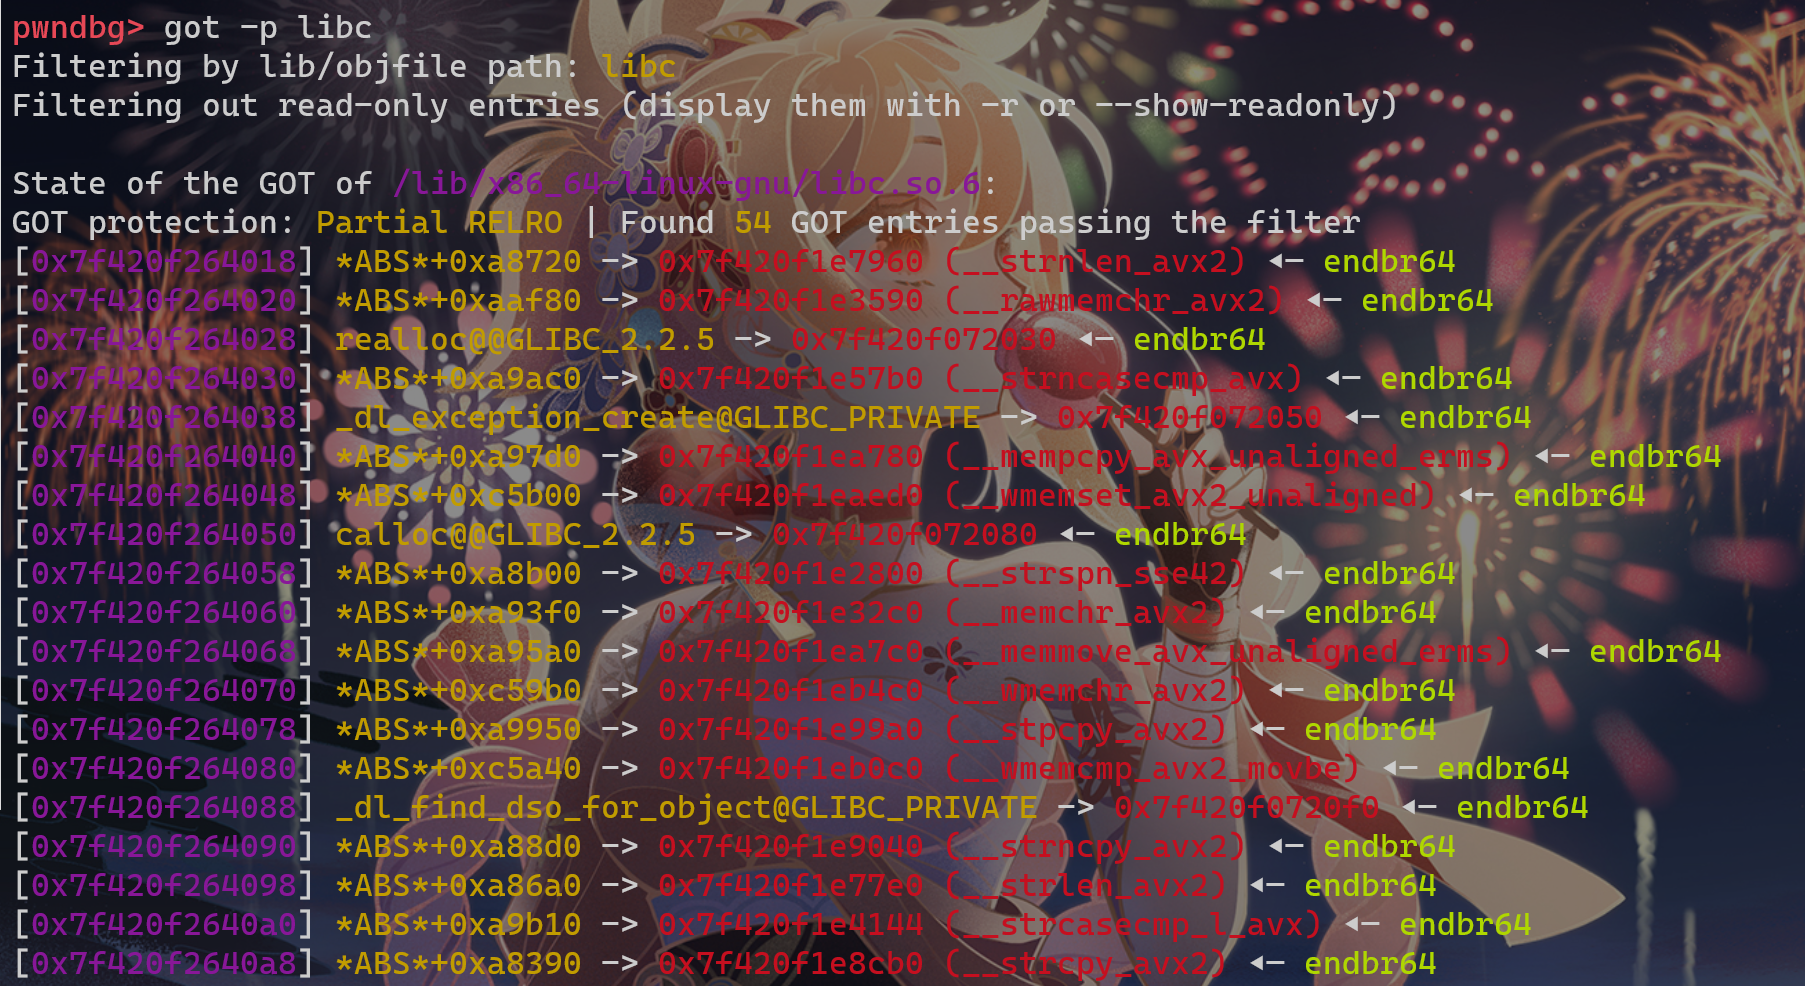 pwndbg> got -p libc
Filtering by lib/objfile path: libc
Filtering out read-only entries (display them with -r or --show-readonly)
State of the GOT of /lib/x86_64-linux-gnu/libc.so.6:
GOT protection: Partial RELRO | Found 54 GOT entries passing the filter
[0x7f420f264018] *ABS*+0xa8720 -> 0x7f420f1e7960 (__strnlen_avx2) ◂— endbr64
[0x7f420f264020] *ABS*+0xaaf80 -> 0x7f420f1e3590 (__rawmemchr_avx2) ◂— endbr64
[0x7f420f264028] realloc@@GLIBC_2.2.5 -> 0x7f420f072030 ◂— endbr64
[0x7f420f264030] *ABS*+0xa9ac0 -> 0x7f420f1e57b0 (__strncasecmp_avx) ◂— endbr64
[0x7f420f264038] _dl_exception_create@GLIBC_PRIVATE -> 0x7f420f072050 ◂— endbr64
[0x7f420f264040] *ABS*+0xa97d0 -> 0x7f420f1ea780 (__mempcpy_avx_unaligned_erms) ◂— endbr64
[0x7f420f264048] *ABS*+0xc5b00 -> 0x7f420f1eaed0 (__wmemset_avx2_unaligned) ◂— endbr64
[0x7f420f264050] calloc@@GLIBC_2.2.5 -> 0x7f420f072080 ◂— endbr64
[0x7f420f264058] *ABS*+0xa8b00 -> 0x7f420f1e2800 (__strspn_sse42) ◂— endbr64
[0x7f420f264060] *ABS*+0xa93f0 -> 0x7f420f1e32c0 (__memchr_avx2) ◂— endbr64
[0x7f420f264068] *ABS*+0xa95a0 -> 0x7f420f1ea7c0 (__memmove_avx_unaligned_erms) ◂— endbr64
[0x7f420f264070] *ABS*+0xc59b0 -> 0x7f420f1eb4c0 (__wmemchr_avx2) ◂— endbr64
[0x7f420f264078] *ABS*+0xa9950 -> 0x7f420f1e99a0 (__stpcpy_avx2) ◂— endbr64
[0x7f420f264080] *ABS*+0xc5a40 -> 0x7f420f1eb0c0 (__wmemcmp_avx2_movbe) ◂— endbr64
[0x7f420f264088] _dl_find_dso_for_object@GLIBC_PRIVATE -> 0x7f420f0720f0 ◂— endbr64
[0x7f420f264090] *ABS*+0xa88d0 -> 0x7f420f1e9040 (__strncpy_avx2) ◂— endbr64
[0x7f420f264098] *ABS*+0xa86a0 -> 0x7f420f1e77e0 (__strlen_avx2) ◂— endbr64
[0x7f420f2640a0] *ABS*+0xa9b10 -> 0x7f420f1e4144 (__strcasecmp_l_avx) ◂— endbr64
[0x7f420f2640a8] *ABS*+0xa8390 -> 0x7f420f1e8cb0 (__strcpy_avx2) ◂— endbr64